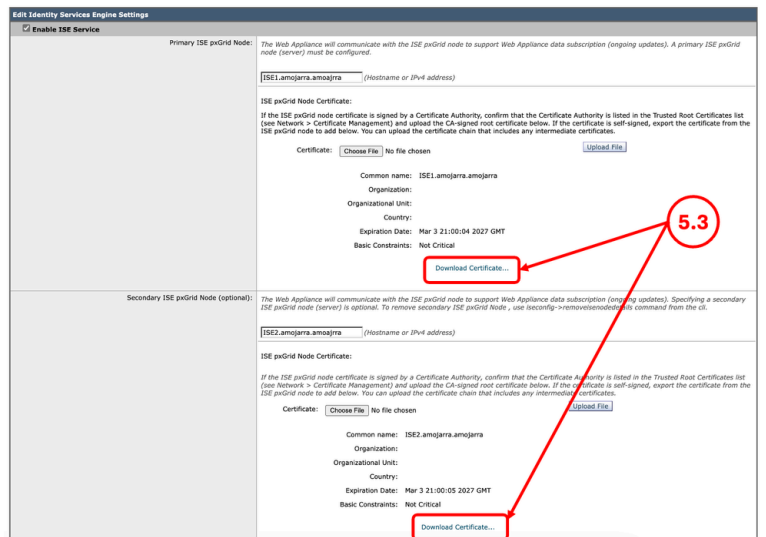 Edit Identity Services Engine Settings
Enable ISE Service
Primary ISE pxGrid Node:
The Web Appliance will communicate with the ISE pxGrid node to support Web Appliance data subscription (ongoing updates). A primary ISE pxGrid
node (server) must be configured.
ISE1.amojarra.amoajrra (Hostname or IPv4 address)
ISE pxGrid Node Certificate:
If the ISE pxGrid node certificate is signed by a Certificate Authority, confirm that the Certificate Authority is listed in the Trusted Root Certificates list
(see Network > Certificate Management) and upload the CA-signed root certificate below. If the certificate is self-signed, export the certificate from the
ISE pxGrid node to add below. You can upload the certificate chain that includes any intermediate certificates.
Certificate: Choose File No file chosen Upload File
Common name: ISE1.amojarra.amojarra
Organization:
Organizational Unit:
Country:
Expiration Date: Mar 3 21:00:04 2027 GMT
Basic Constraints: Not Critical
Download Certificate...
5.3
Secondary ISE pxGrid Node (optional):
The Web Appliance will communicate with the ISE pxGrid node to support Web Appliance data subscription (ongoing updates). Specifying a secondary
ISE pxGrid node (server) is optional. To remove secondary ISE pxGrid Node , use iseconfig->removeisenodedetails command from the cli.
ISE2.amojarra.amoajrra (Hostname or IPv4 address)
ISE pxGrid Node Certificate:
If the ISE pxGrid node certificate is signed by a Certificate Authority, confirm that the Certificate Authority is listed in the Trusted Root Certificates list
(see Network > Certificate Management) and upload the CA-signed root certificate below. If the certificate is self-signed, export the certificate from the
ISE pxGrid node to add below. You can upload the certificate chain that includes any intermediate certificates.
Certificate: Choose File No file chosen Upload File
Common name: ISE2.amojarra.amojarra
Organization:
Organizational Unit:
Country:
Expiration Date: Mar 3 21:00:05 2027 GMT
Basic Constraints: Not Critical
Download Certificate...